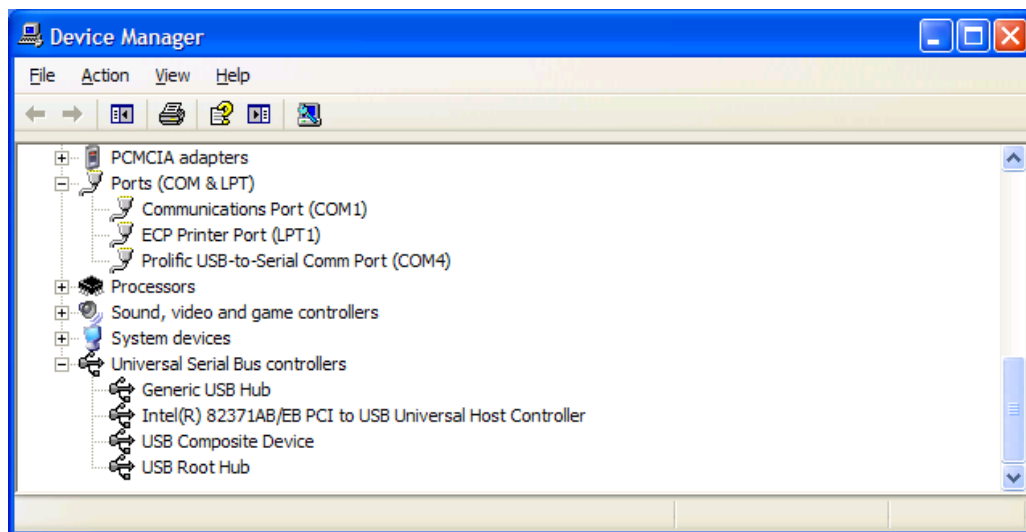 Device Manager
File Action View Help
PCMCIA adapters
Ports (COM & LPT)
Communications Port (COM1)
ECP Printer Port (LPT1)
Prolific USB-to-Serial Comm Port (COM4)
Processors
Sound, video and game controllers
System devices
Universal Serial Bus controllers
Generic USB Hub
Intel(R) 82371AB/EB PCI to USB Universal Host Controller
USB Composite Device
USB Root Hub